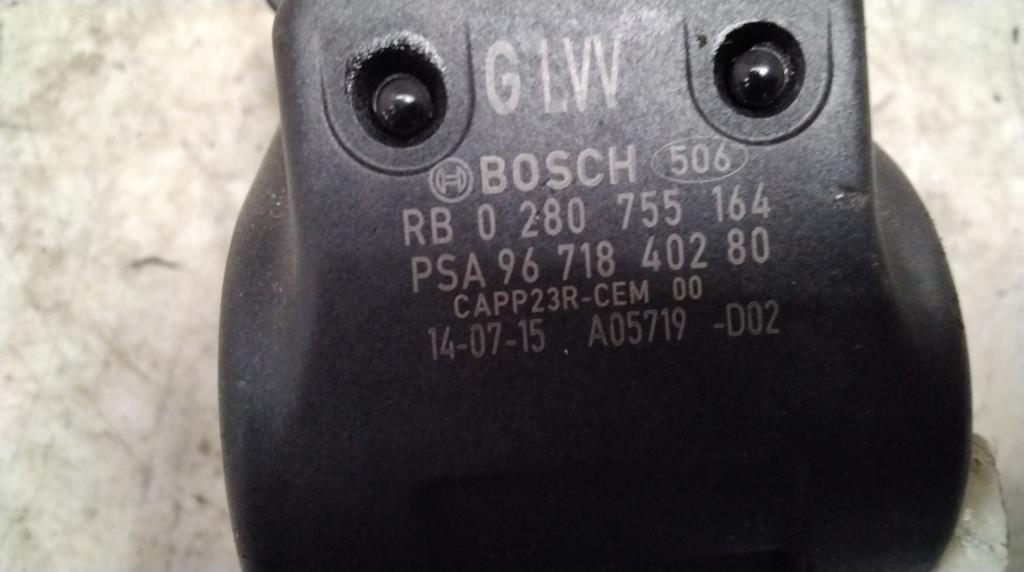 G1VV
BOSCH 506
RB 0 280 755 164
PSA 96 718 402 80
CAPP23R-CEM 00
14-07-15 A05719 -D02